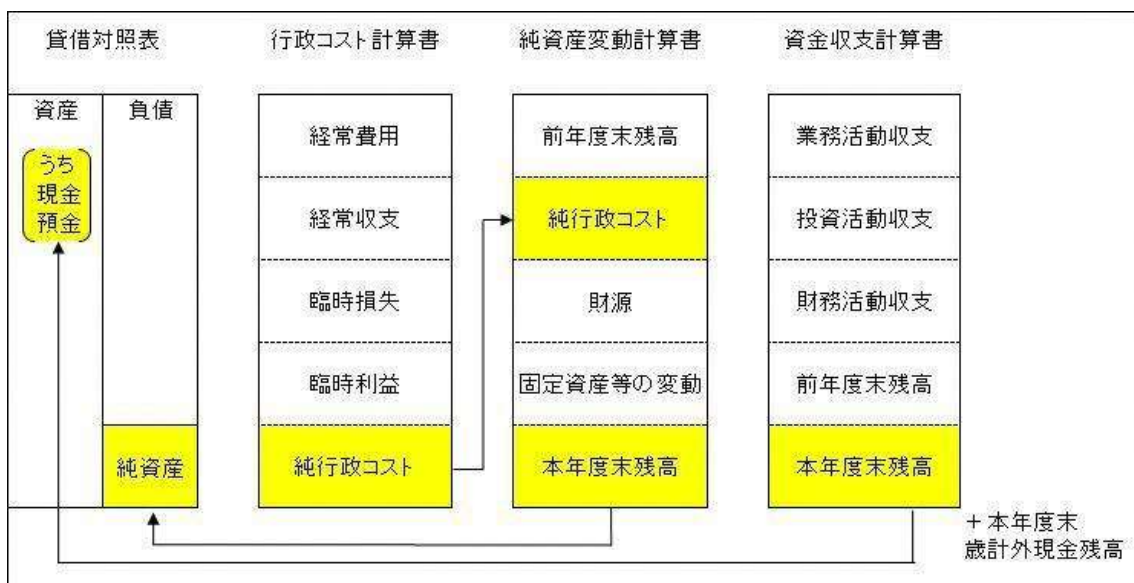 貸借対照表
行政コスト計算書
純資産変動計算書
資金収支計算書
資産
負債
うち
現金
預金
純資産
経常費用
経常収支
臨時損失
臨時利益
純行政コスト
前年度末残高
純行政コスト
財源
固定資産等の変動
本年度末残高
業務活動収支
投資活動収支
財務活動収支
前年度末残高
本年度末残高
+本年度末
歳計外現金残高